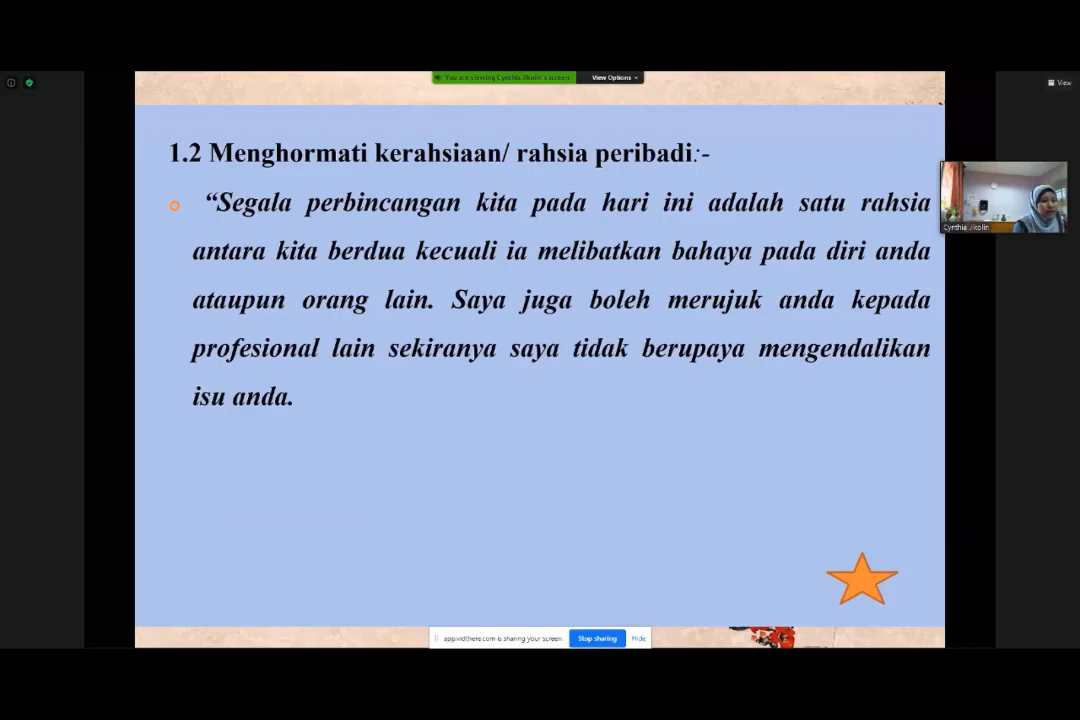 You are viewing Cynthia Jikolin's screen
View Options
View
1.2 Menghormati kerahsiaan/ rahsia peribadi:-
“Segala perbincangan kita pada hari ini adalah satu rahsia
antara kita berdua kecuali ia melibatkan bahaya pada diri anda
ataupun orang lain. Saya juga boleh merujuk anda kepada
profesional lain sekiranya saya tidak berupaya mengendalikan
isu anda.
Cynthia Jikolin
app.vidthere.com is sharing your screen.
Stop sharing
Hide